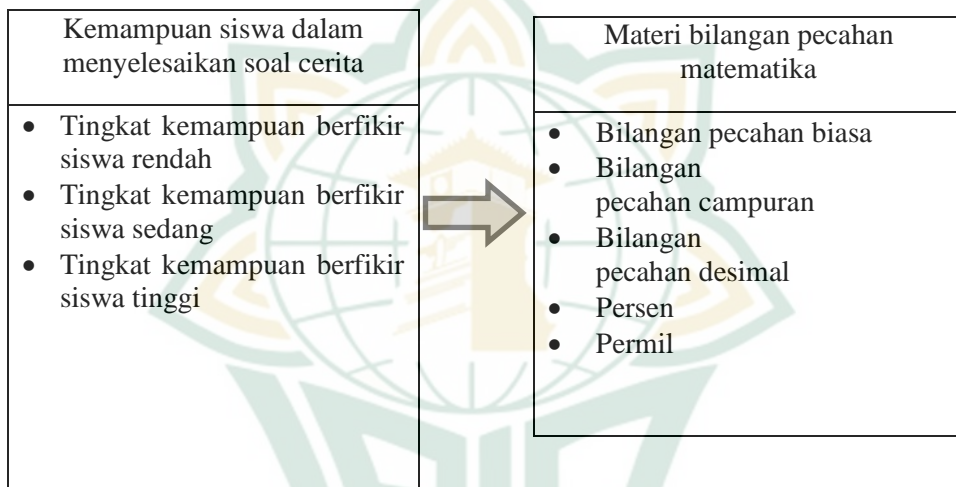 Kemampuan siswa dalam
menyelesaikan soal cerita
• Tingkat kemampuan berfikir
siswa rendah
• Tingkat kemampuan berfikir
siswa sedang
• Tingkat kemampuan berfikir
siswa tinggi
Materi bilangan pecahan
matematika
• Bilangan pecahan biasa
• Bilangan
pecahan campuran
• Bilangan
pecahan desimal
• Persen
• Permil